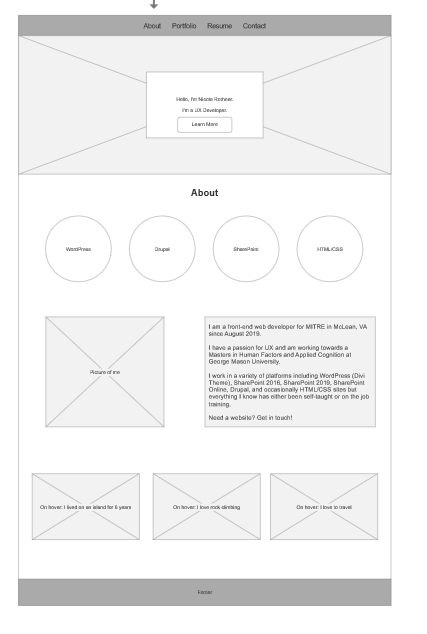 About Portfolio Resume Contact
Hello, I'm Nicole Rothees
I'm a UX Developer
Learn More
About
WordPress Drupal SharePoint HTML/CSS
Picture of me
I am a front-end web developer for MITRE in McLean, VA
since August 2019.
I have a passion for UX and am working towards a
Masters in Human Factors and Applied Cognition at
George Mason University.
I work in a variety of platforms including WordPress (Divi
Theme), SharePoint 2016, SharePoint 2019, SharePoint
Online, Drupal, and occasionally HTML/CSS sites but
everything I know has either been self-taught or on the job
training.
Need a website? Get in touch!
On hover: I lived on an island for 8 years On hover: I love rock climbing On hover: I love to travel
Footer